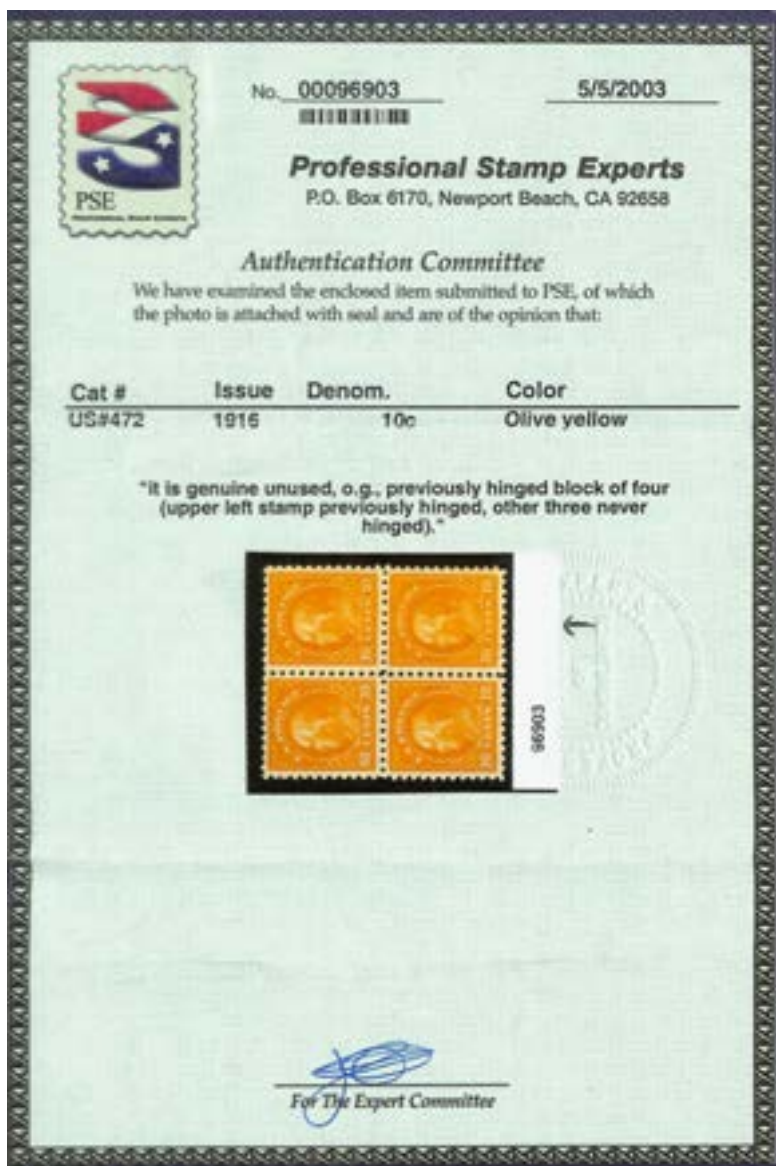 No. 00096903
5/5/2003
PSE
Professional Stamp Experts
P.O. Box 6170, Newport Beach, CA 92658
Authentication Committee
We have examined the enclosed item submitted to PSE, of which
the photo is attached with seal and are of the opinion that:
Cat # Issue Denom. Color
US#472 1916 10c Olive yellow
"it is genuine unused, o.g., previously hinged block of four
(upper left stamp previously hinged, other three never
hinged)."
96903
For The Expert Committee